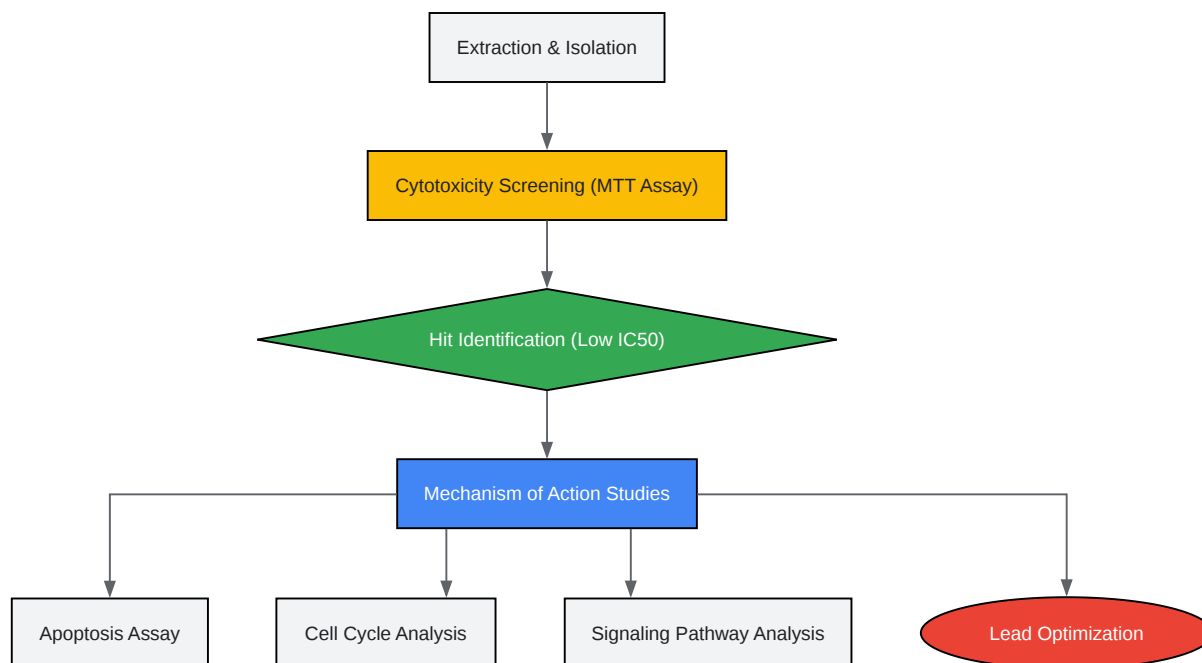 Extraction & Isolation
Cytotoxicity Screening (MTT Assay)
Hit Identification (Low IC50)
Mechanism of Action Studies
Apoptosis Assay
Cell Cycle Analysis
Signaling Pathway Analysis
Lead Optimization